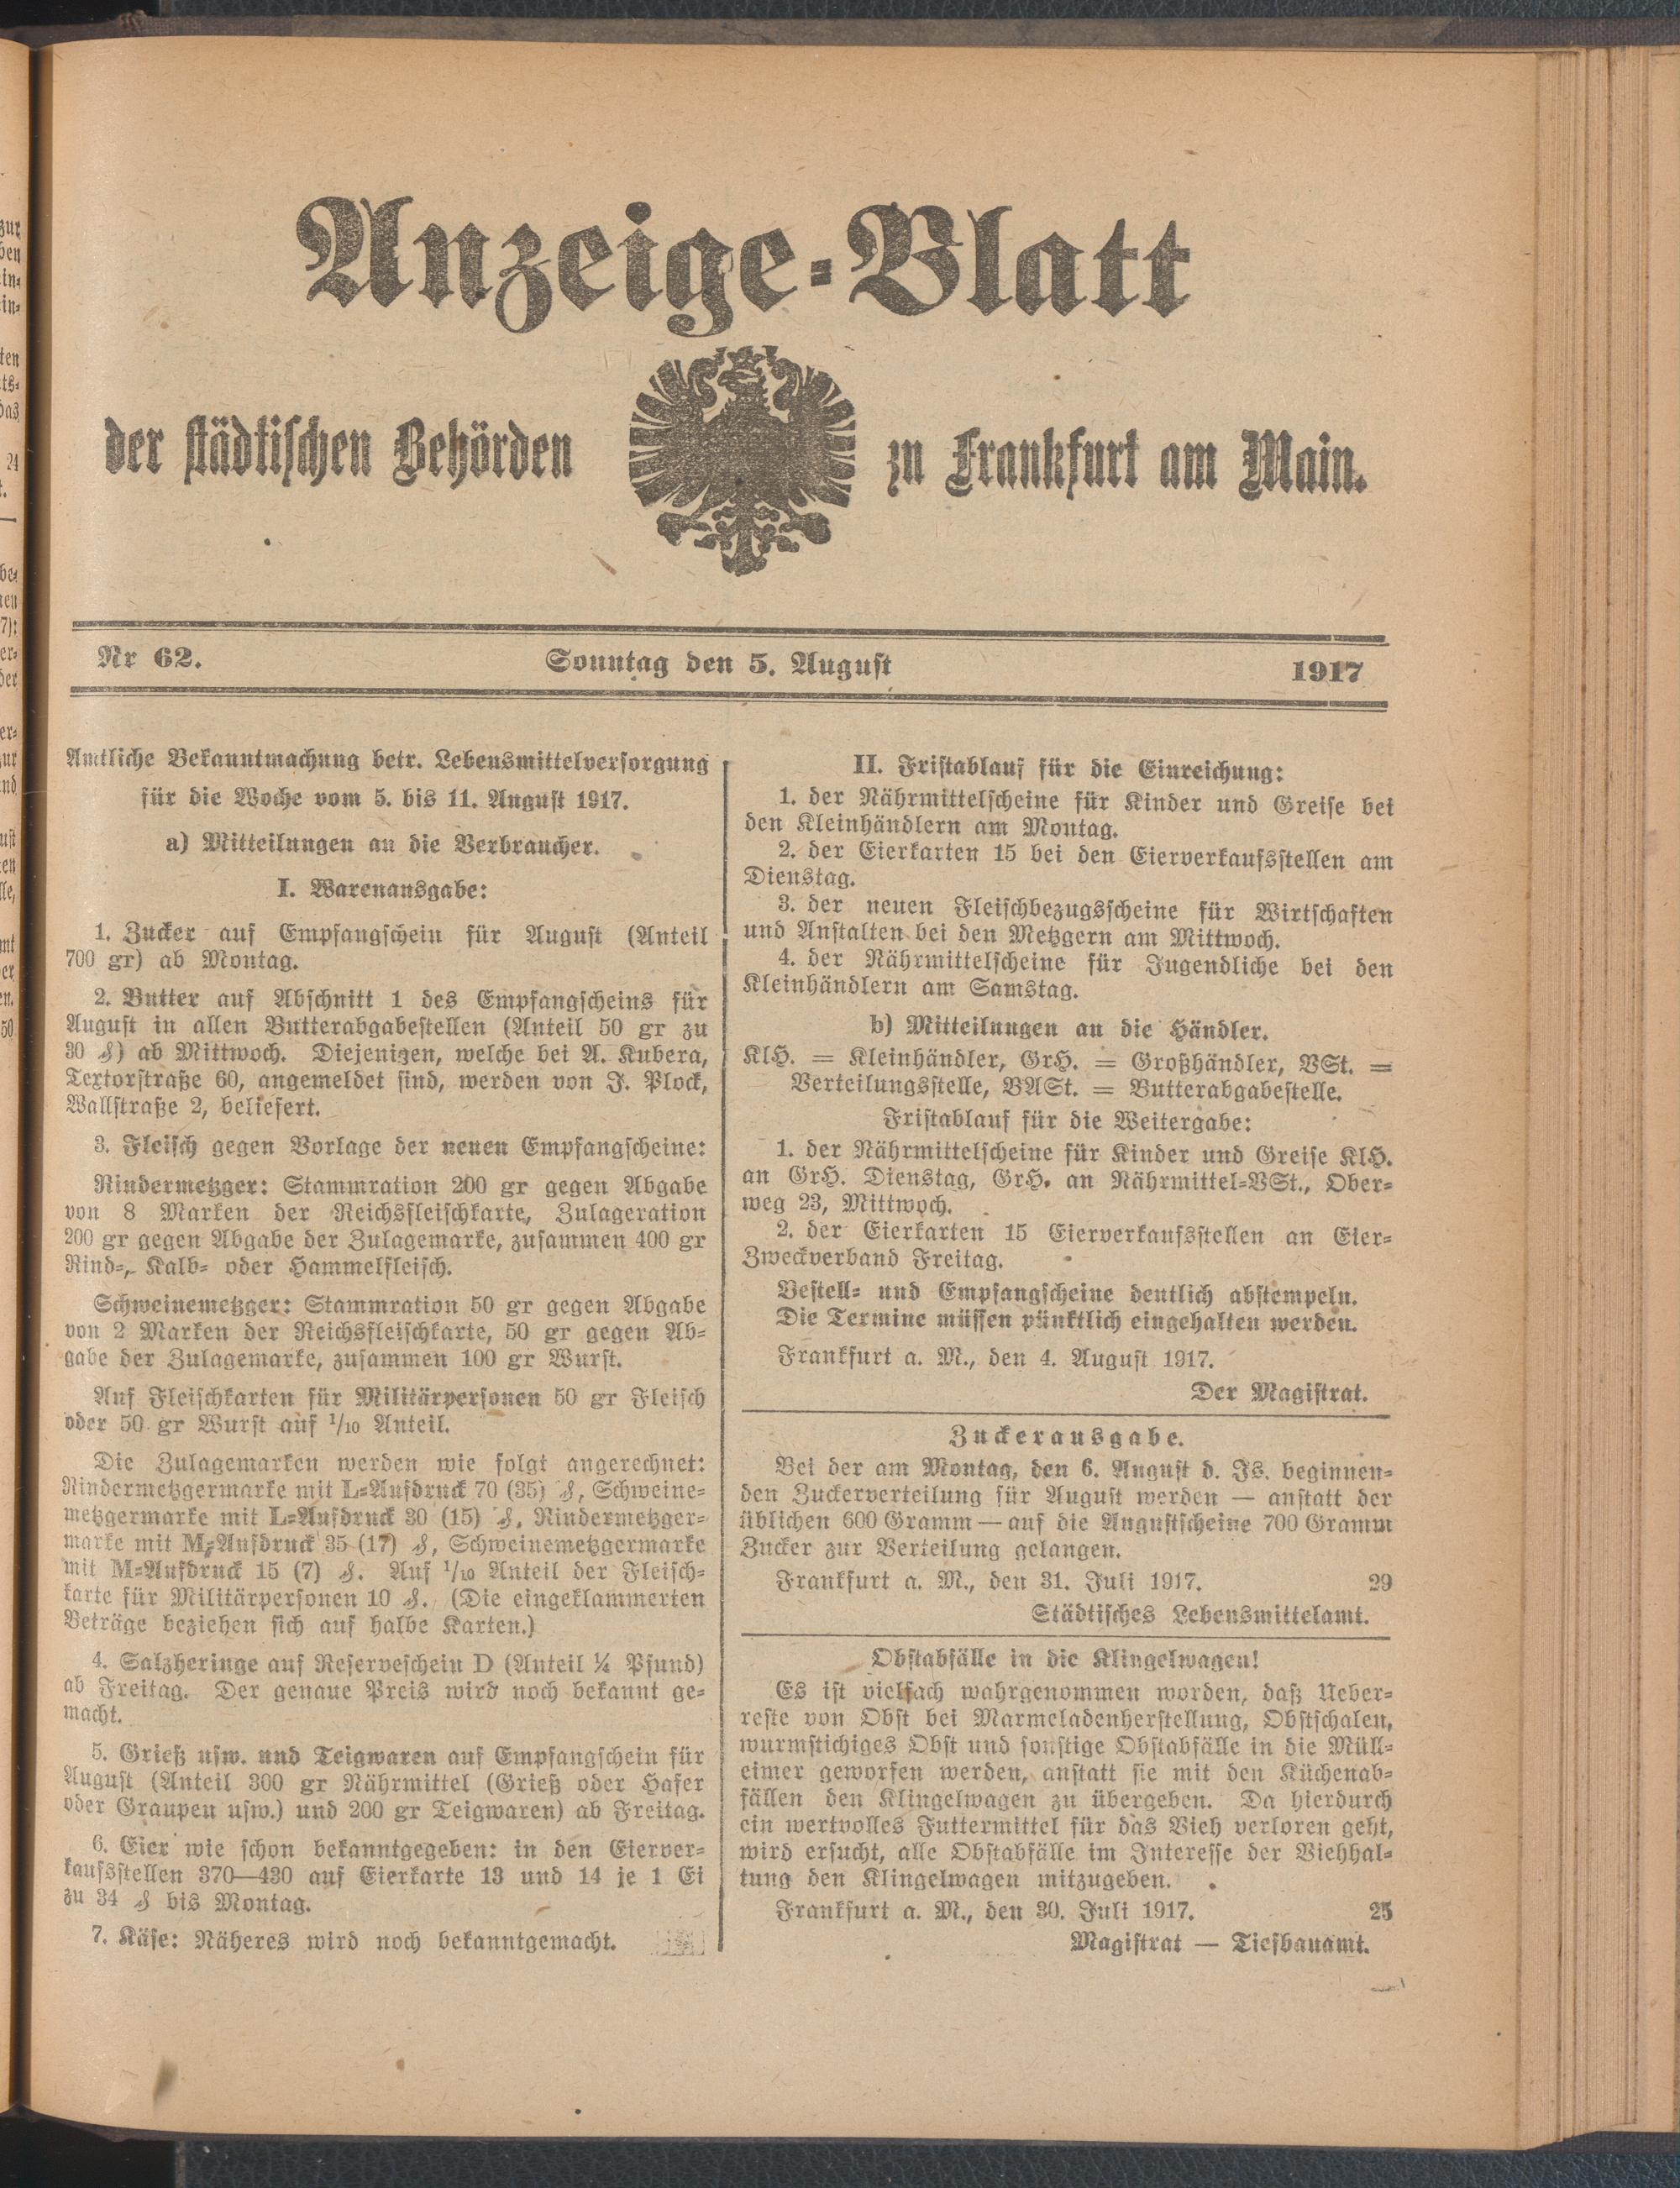 Anzeige-Blatt
der städtischen Behörden
zu Frankfurt am Main.
Nr 62.
Sonntag den 5. August
1917
Amtliche Bekanntmachung betr. Lebensmittelversorgung
für die Woche vom 5. bis 11. August 1917.
a) Mitteilungen an die Verbraucher.
I. Warenausgabe:
1. Zucker auf Empfangschein für August (Anteil
700 gr) ab Montag.
2. Butter auf Abschnitt 1 des Empfangscheins für
August in allen Butterabgabestellen (Anteil 50 gr zu
30 ₰) ab Mittwoch. Diejenigen, welche bei A. Kubera,
Textorstraße 60, angemeldet sind, werden von J. Plock,
Wallstraße 2, beliefert.
3. Fleisch gegen Vorlage der neuen Empfangscheine:
Rindermetzger: Stammration 200 gr gegen Abgabe
von 8 Marken der Reichsfleischkarte, Zulageration
200 gr gegen Abgabe der Zulagemarke, zusammen 400 gr
Rind-, Kalb- oder Hammelfleisch.
Schweinemetzger: Stammration 50 gr gegen Abgabe
von 2 Marken der Reichsfleischkarte, 50 gr gegen Ab-
gabe der Zulagemarke, zusammen 100 gr Wurst.
Auf Fleischkarten für Militärpersonen 50 gr Fleisch
oder 50 gr Wurst auf 1/10 Anteil.
Die Zulagemarken werden wie folgt angerechnet:
Rindermetzgermarke mit L-Aufdruck 70 (35) ₰, Schweine-
metzgermarke mit L-Aufdruck 30 (15) ₰, Rindermetzger-
marke mit M-Aufdruck 35 (17) ₰, Schweinemetzgermarke
mit M-Aufdruck 15 (7) ₰. Auf 1/10 Anteil der Fleisch-
karte für Militärpersonen 10 ₰. (Die eingeklammerten
Beträge beziehen sich auf halbe Karten.)
4. Salzheringe auf Reserveschein D (Anteil ¼ Pfund)
ab Freitag. Der genaue Preis wird noch bekannt ge-
macht.
5. Grieß usw. und Teigwaren auf Empfangschein für
August (Anteil 300 gr Nährmittel (Grieß oder Hafer
oder Graupen usw.) und 200 gr Teigwaren) ab Freitag.
6. Eier wie schon bekanntgegeben: in den Eierver-
kaufsstellen 370—430 auf Eierkarte 13 und 14 je 1 Ei
zu 34 ₰ bis Montag.
7. Käse: Näheres wird noch bekanntgemacht.
II. Fristablauf für die Einreichung:
1. der Nährmittelscheine für Kinder und Greise bei
den Kleinhändlern am Montag.
2. der Eierkarten 15 bei den Eierverkaufsstellen am
Dienstag.
3. der neuen Fleischbezugsscheine für Wirtschaften
und Anstalten bei den Metzgern am Mittwoch.
4. der Nährmittelscheine für Jugendliche bei den
Kleinhändlern am Samstag.
b) Mitteilungen an die Händler.
KlH. = Kleinhändler, GrH. = Großhändler, VSt. =
Verteilungsstelle, BASt. = Butterabgabestelle.
Fristablauf für die Weitergabe:
1. der Nährmittelscheine für Kinder und Greise KlH.
an GrH. Dienstag, GrH. an Nährmittel-VSt., Ober-
weg 23, Mittwoch.
2. der Eierkarten 15 Eierverkaufsstellen an Eier-
Zweckverband Freitag.
Bestell- und Empfangscheine deutlich abstempeln.
Die Termine müssen pünktlich eingehalten werden.
Frankfurt a. M., den 4. August 1917.
Der Magistrat.
Zuckerausgabe.
Bei der am Montag, den 6. August d. Js. beginnen-
den Zuckerverteilung für August werden — anstatt der
üblichen 600 Gramm — auf die Augustscheine 700 Gramm
Zucker zur Verteilung gelangen.
Frankfurt a. M., den 31. Juli 1917. 29
Städtisches Lebensmittelamt.
Obstabfälle in die Klingelwagen!
Es ist vielfach wahrgenommen worden, daß Ueber-
reste von Obst bei Marmeladenherstellung, Obstschalen,
wurmstichiges Obst und sonstige Obstabfälle in die Müll-
eimer geworfen werden, anstatt sie mit den Küchenab-
fällen den Klingelwagen zu übergeben. Da hierdurch
ein wertvolles Futtermittel für das Vieh verloren geht,
wird ersucht, alle Obstabfälle im Interesse der Viehhal-
tung den Klingelwagen mitzugeben.
Frankfurt a. M., den 30. Juli 1917. 25
Magistrat — Tiefbauamt.